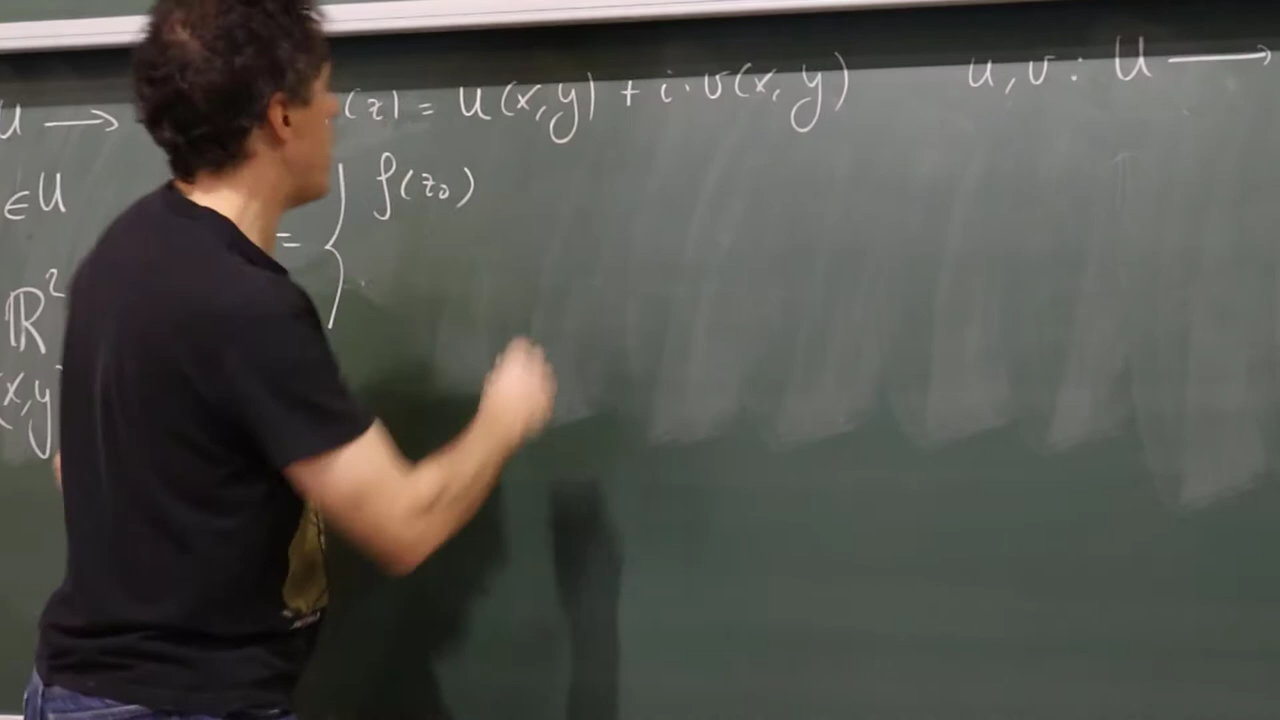 u → (z) = u(x,y) + i·v(x,y) u,v: U →
∈U = { f(z₀)
ℝ²
(x,y